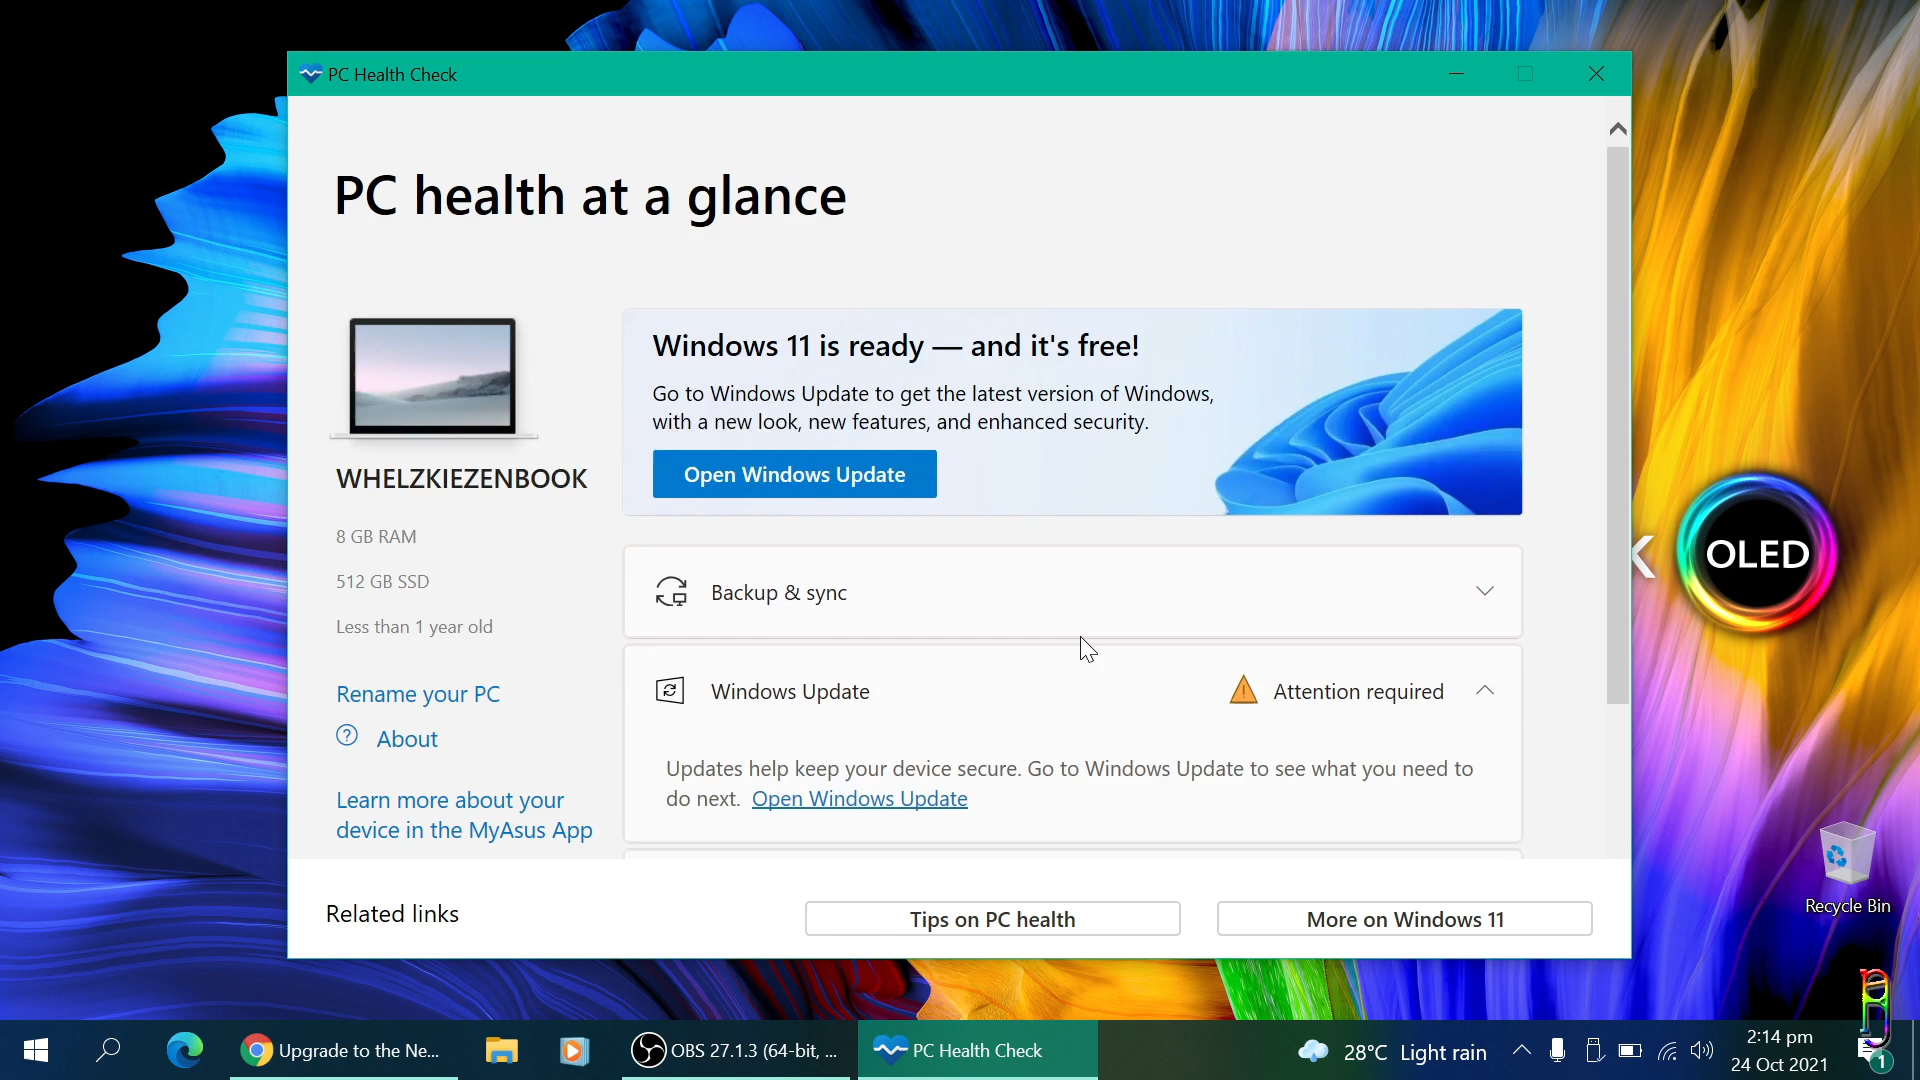 PC Health Check
PC health at a glance
Windows 11 is ready — and it's free!
Go to Windows Update to get the latest version of Windows,
with a new look, new features, and enhanced security.
Open Windows Update
WHELZKIEZENBOOK
8 GB RAM
512 GB SSD
Less than 1 year old
Rename your PC
? About
Learn more about your
device in the MyAsus App
Backup & sync
Windows Update
Attention required
Updates help keep your device secure. Go to Windows Update to see what you need to
do next. Open Windows Update
Related links
Tips on PC health
More on Windows 11
OLED
Recycle Bin
Upgrade to the Ne...
OBS 27.1.3 (64-bit, ...
PC Health Check
28°C Light rain
2:14 pm
24 Oct 2021
1